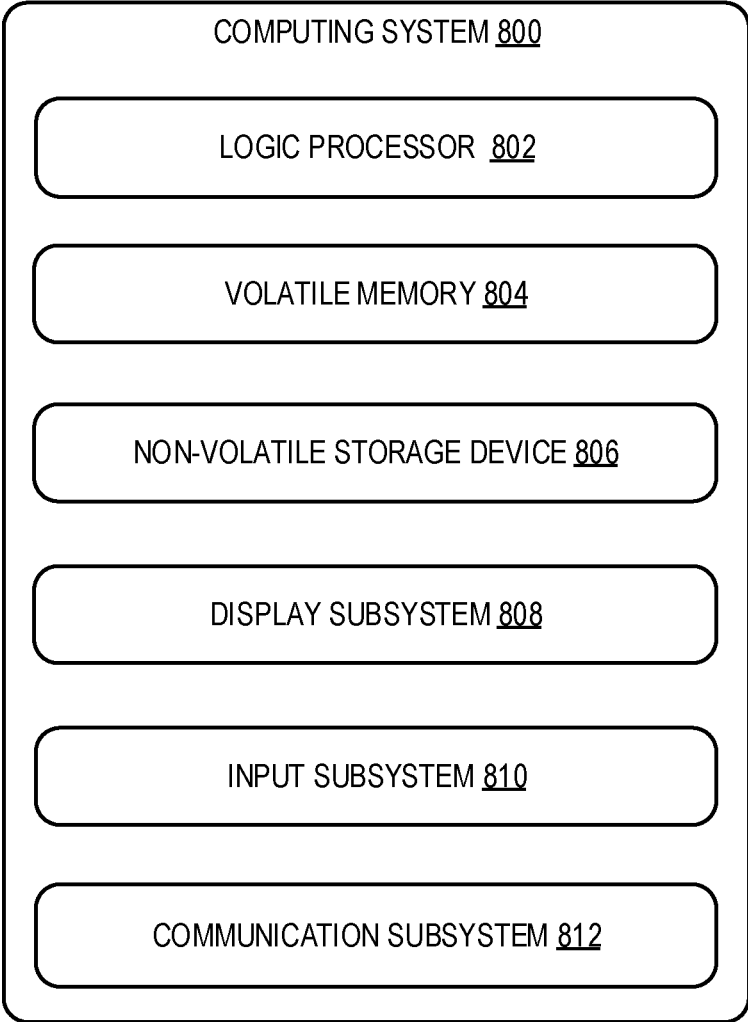 COMPUTING SYSTEM 800
LOGIC PROCESSOR 802
VOLATILE MEMORY 804
NON-VOLATILE STORAGE DEVICE 806
DISPLAY SUBSYSTEM 808
INPUT SUBSYSTEM 810
COMMUNICATION SUBSYSTEM 812